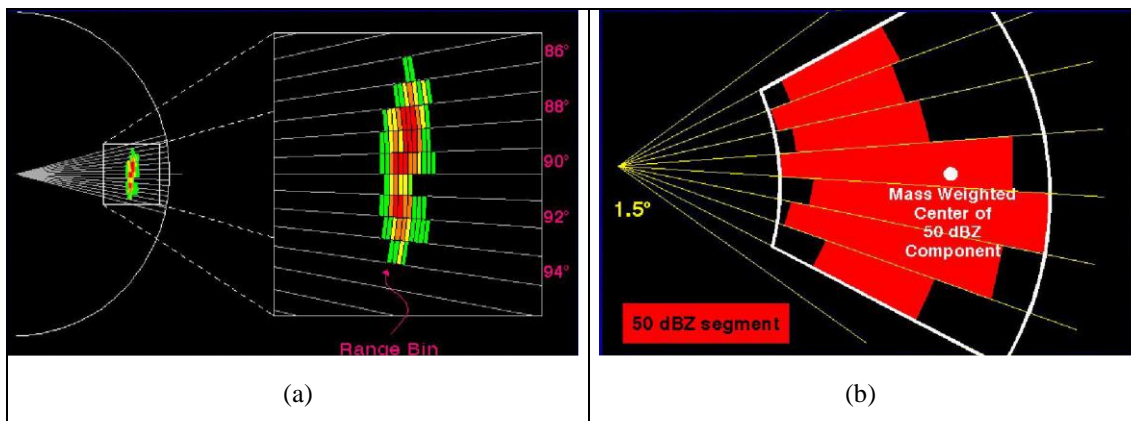 86°
88°
90°
92°
94°
Range Bin
1.5°
Mass Weighted
Center of
50 dBZ
Component
50 dBZ segment
(a)
(b)